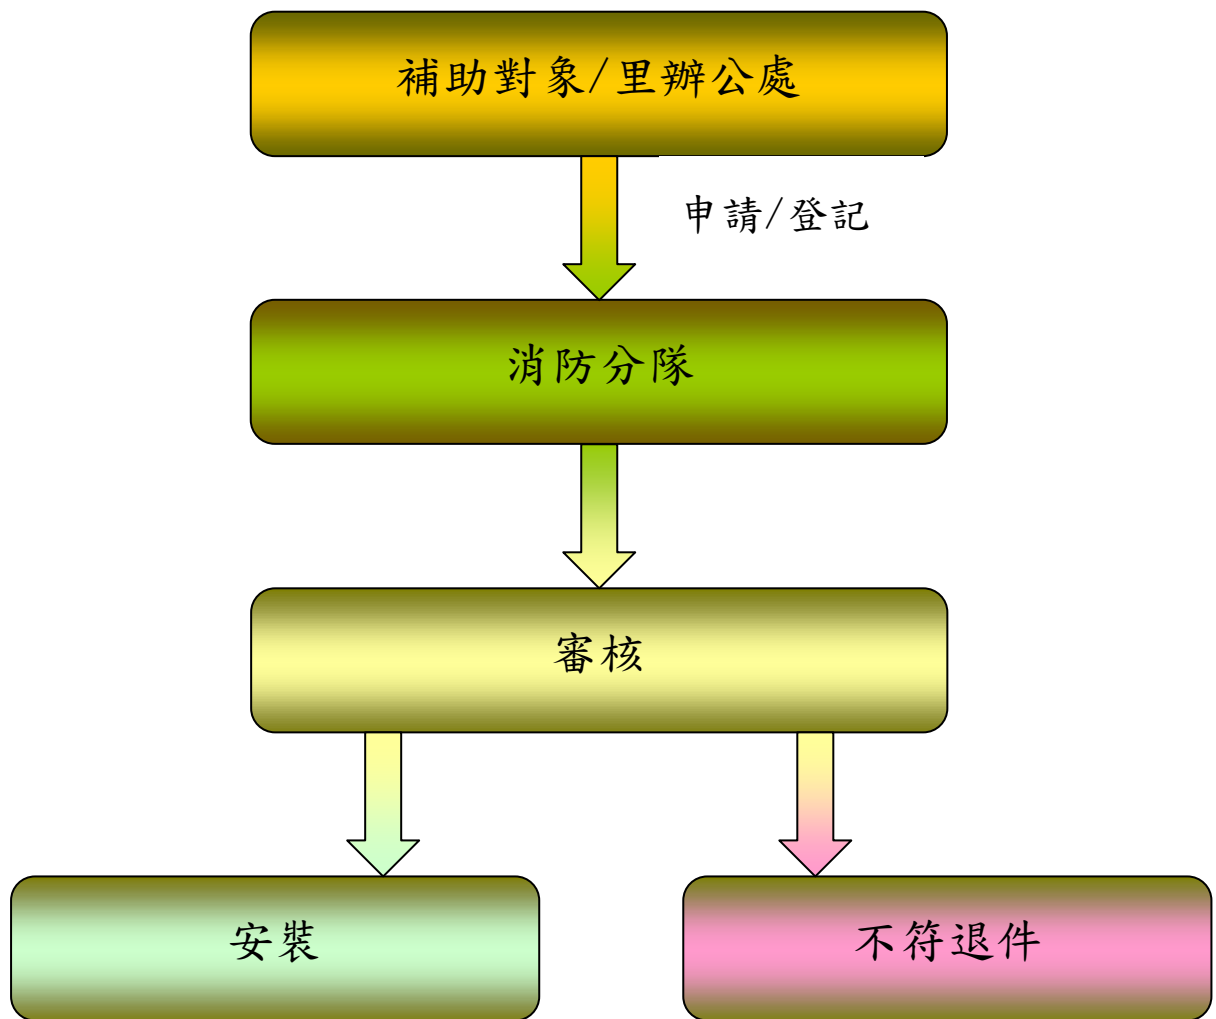 補助對象/里辦公處
申請/登記
消防分隊
審核
安裝
不符退件